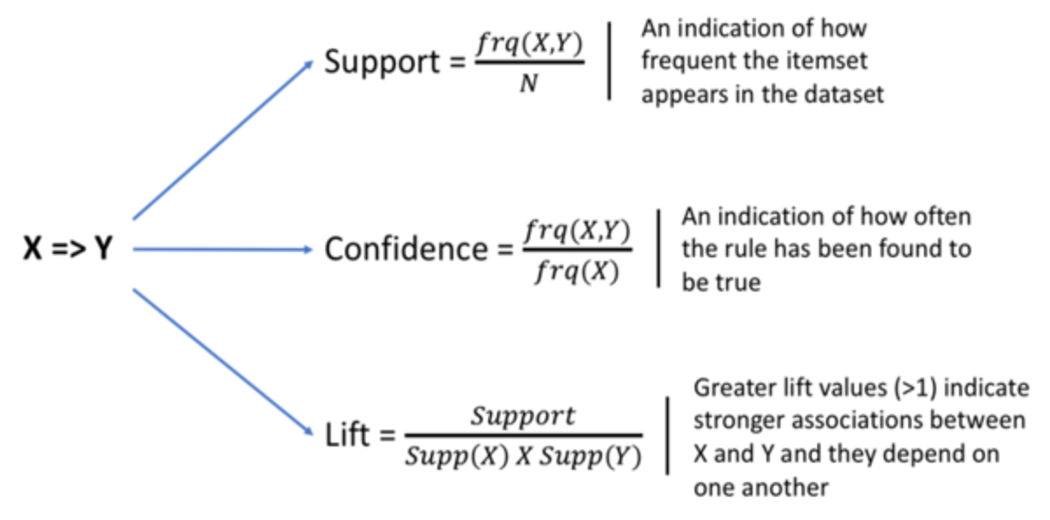 X => Y
Support = frq(X,Y) / N
An indication of how
frequent the itemset
appears in the dataset
Confidence = frq(X,Y) / frq(X)
An indication of how often
the rule has been found to
be true
Lift = Support / Supp(X) X Supp(Y)
Greater lift values (>1) indicate
stronger associations between
X and Y and they depend on
one another